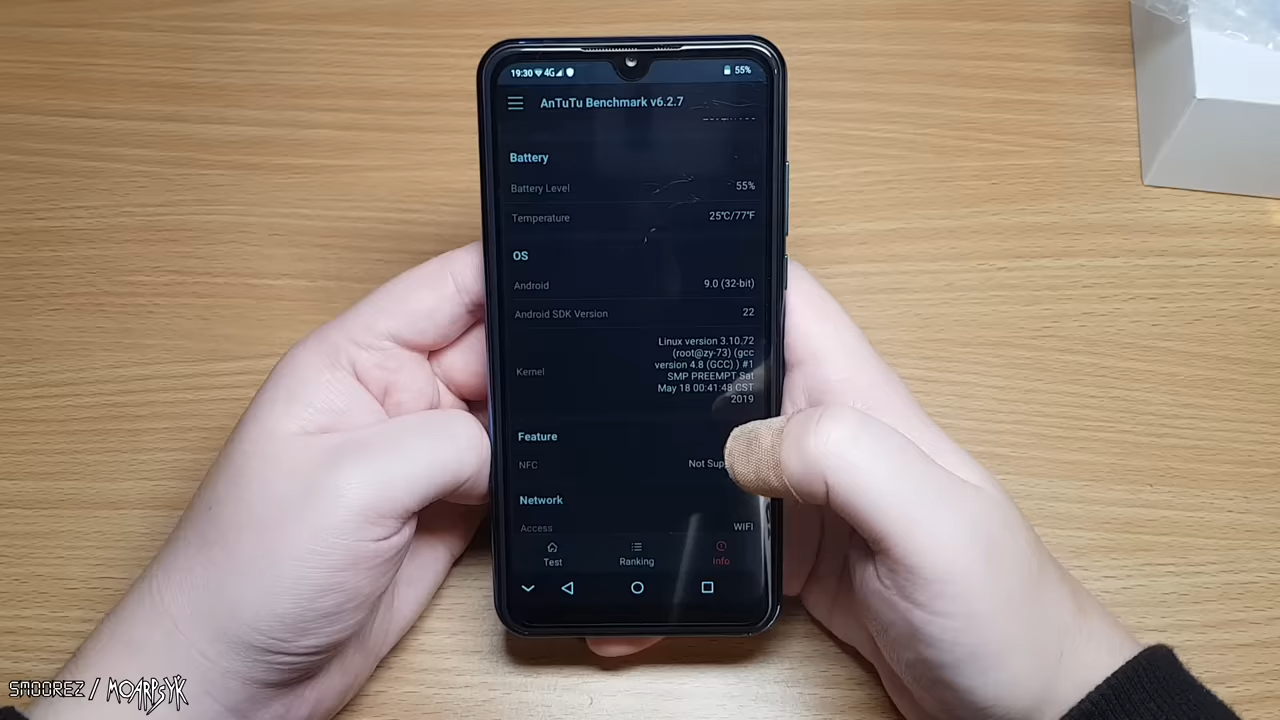 19:30 4G 55%
AnTuTu Benchmark v6.2.7
Battery
Battery Level 55%
Temperature 25℃/77℉
OS
Android 9.0 (32-bit)
Android SDK Version 22
Kernel Linux version 3.10.72
(root@zy-73) (gcc
version 4.8 (GCC) ) #1
SMP PREEMPT Sat
May 18 00:41:48 CST
2019
Feature
NFC Not
Network
Access WIFI
Test Ranking Info
SMOOREZ /